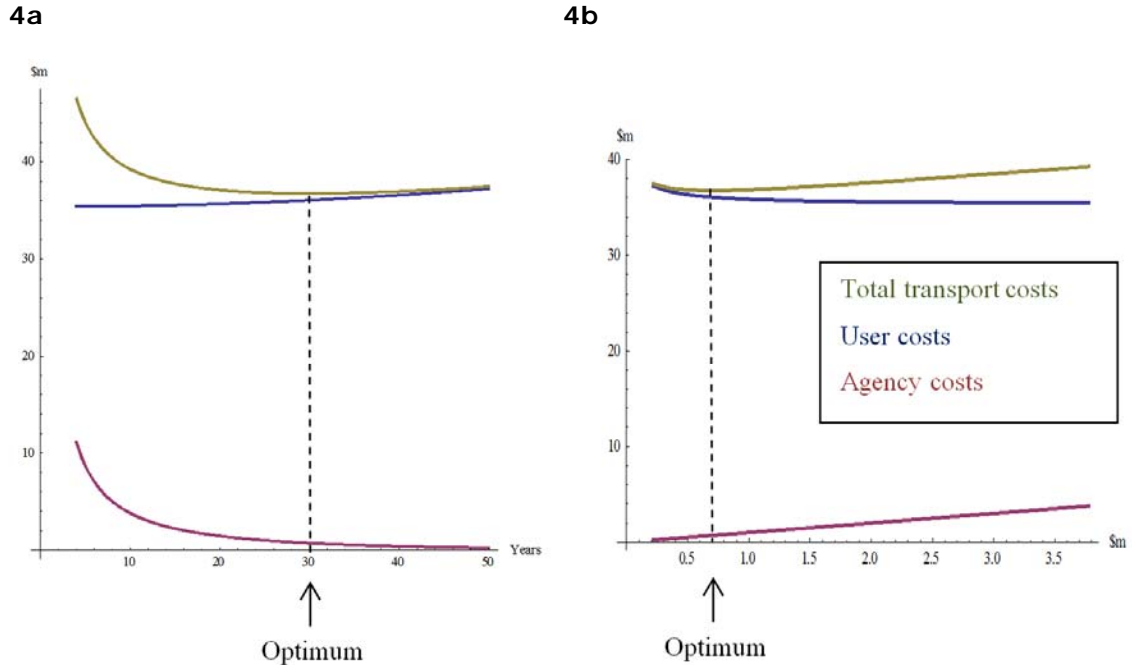 4a
4b
$m
40
30
20
10
10
20
30
40
50
Years
Optimum
$m
40
30
20
10
0.5
1.0
1.5
2.0
2.5
3.0
3.5
$m
Optimum
Total transport costs
User costs
Agency costs